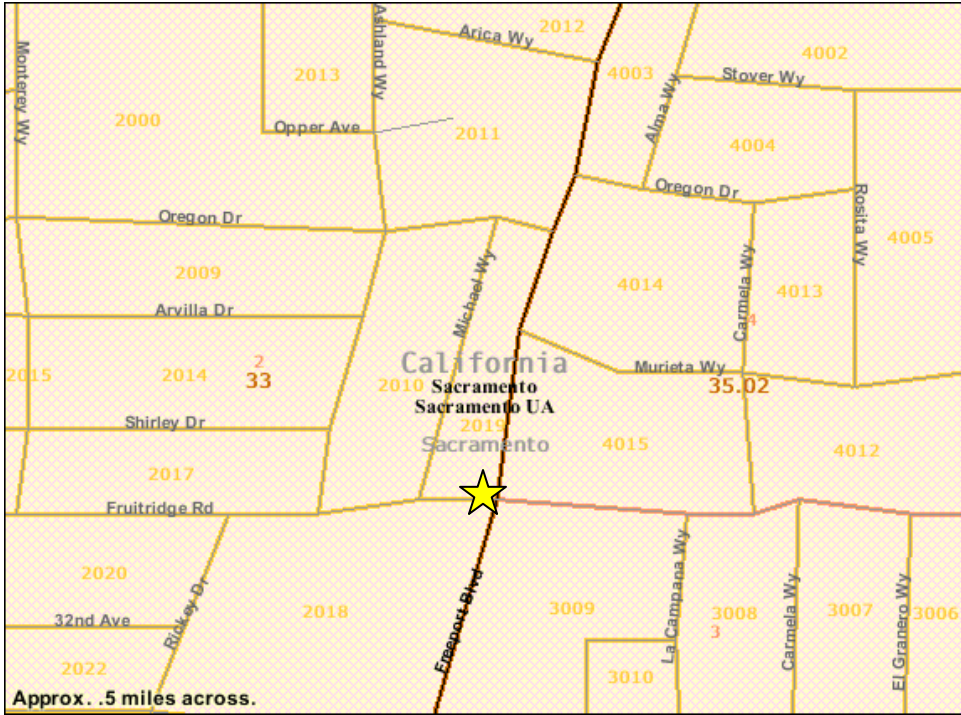 2012
Arica Wy
4002
Ashland Wy
Monterey Wy
2013
4003
Stover Wy
Alma Wy
2000
Opper Ave
2011
4004
Oregon Dr
Oregon Dr
Rosita Wy
4005
2009
Michael Wy
4014
Carmela Wy
4013
Arvilla Dr
4
2
33
2015
2014
2010
California
Sacramento
Sacramento UA
Murieta Wy
35.02
Shirley Dr
2019
Sacramento
4015
4012
2017
Fruitridge Rd
2020
Rickey Dr
2018
Freeport Blvd
3009
La Campana Wy
3008
Carmela Wy
3007
El Granero Wy
3006
32nd Ave
3
2022
3010
Approx. .5 miles across.